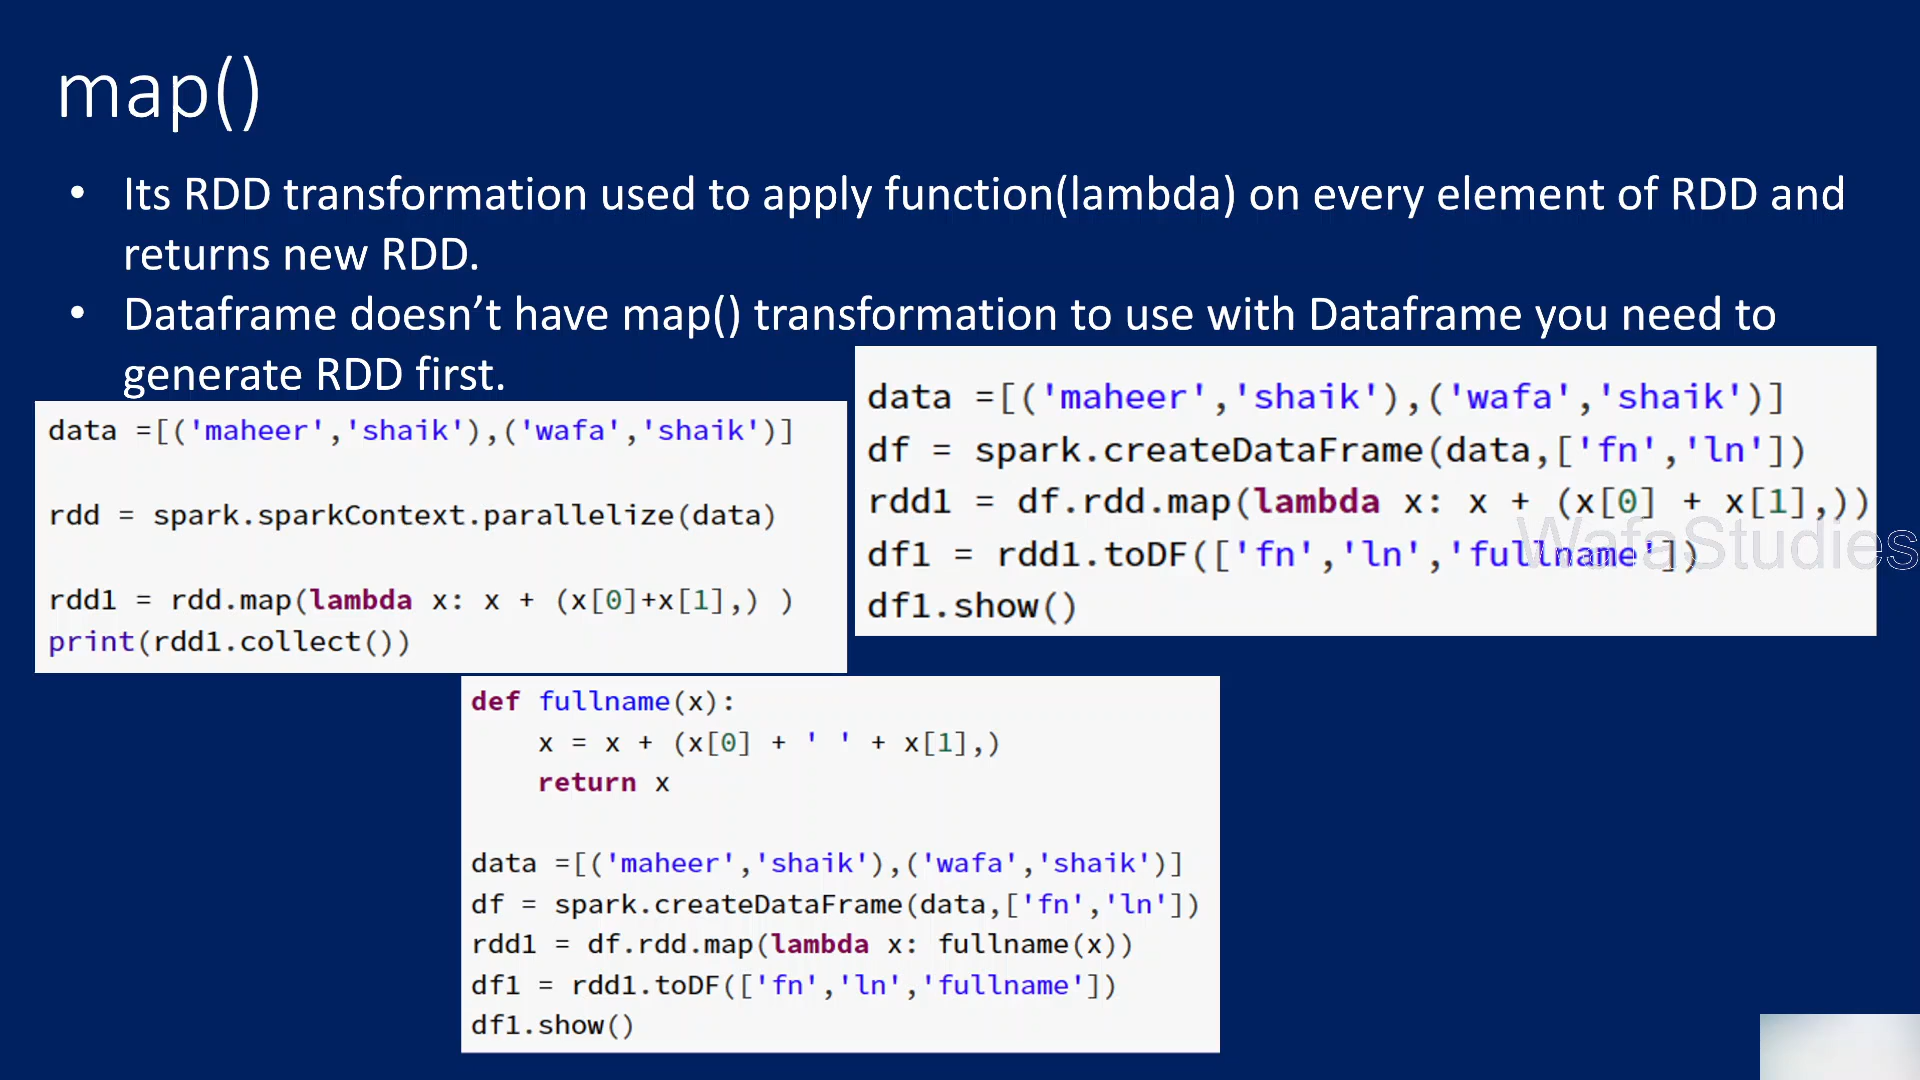 map()
• Its RDD transformation used to apply function(lambda) on every element of RDD and
returns new RDD.
• Dataframe doesn’t have map() transformation to use with Dataframe you need to
generate RDD first.
data =[('maheer','shaik'),('wafa','shaik')]
rdd = spark.sparkContext.parallelize(data)
rdd1 = rdd.map(lambda x: x + (x[0]+x[1],) )
print(rdd1.collect())
data =[('maheer','shaik'),('wafa','shaik')]
df = spark.createDataFrame(data,['fn','ln'])
rdd1 = df.rdd.map(lambda x: x + (x[0] + x[1],))
df1 = rdd1.toDF(['fn','ln','fullname'])
df1.show()
WafaStudies
def fullname(x):
    x = x + (x[0] + ' ' + x[1],)
    return x
data =[('maheer','shaik'),('wafa','shaik')]
df = spark.createDataFrame(data,['fn','ln'])
rdd1 = df.rdd.map(lambda x: fullname(x))
df1 = rdd1.toDF(['fn','ln','fullname'])
df1.show()